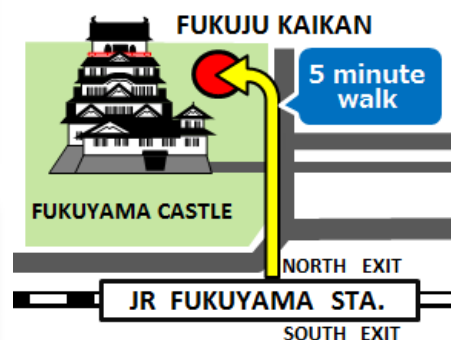 FUKUJU KAIKAN
5 minute
walk
FUKUYAMA CASTLE
NORTH EXIT
JR FUKUYAMA STA.
SOUTH EXIT